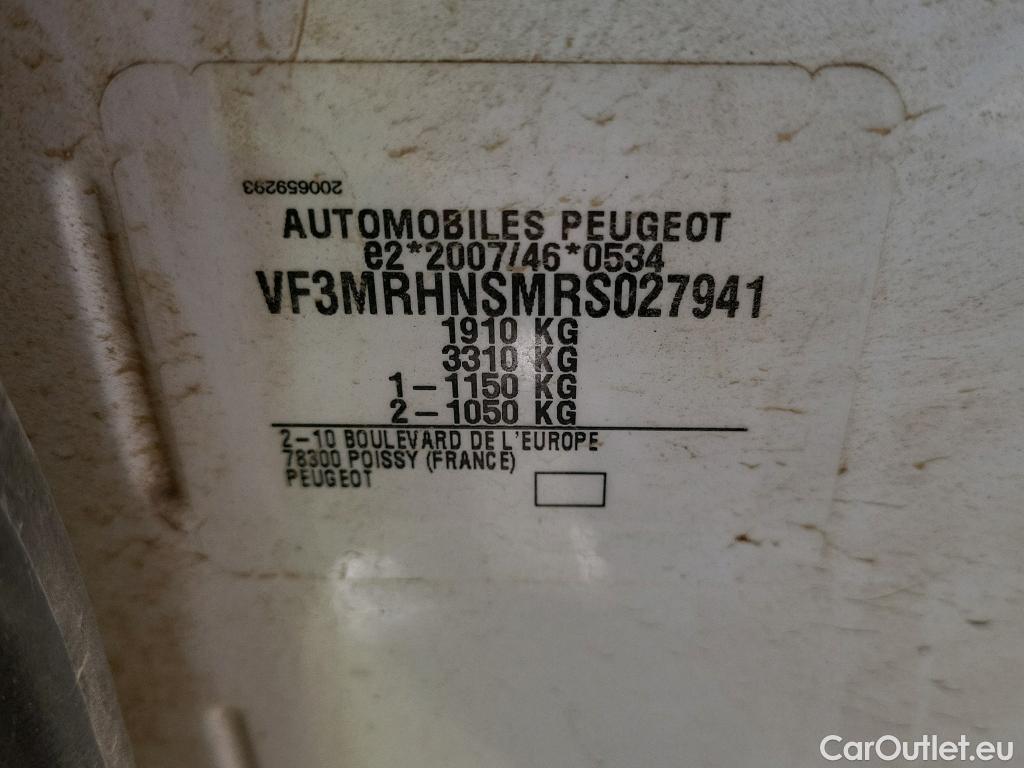 200659293
AUTOMOBILES PEUGEOT
e2*2007/46*0534
VF3MRHNSMRS027941
1910 KG
3310 KG
1-1150 KG
2-1050 KG
2-10 BOULEVARD DE L'EUROPE
78300 POISSY (FRANCE)
PEUGEOT
CarOutlet.eu